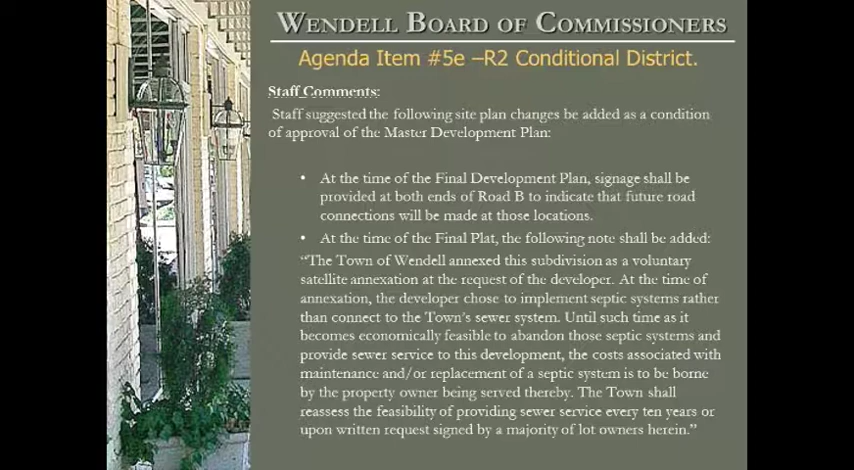 WENDELL BOARD OF COMMISSIONERS
Agenda Item #5e –R2 Conditional District.
Staff Comments:
Staff suggested the following site plan changes be added as a condition
of approval of the Master Development Plan:
• At the time of the Final Development Plan, signage shall be
provided at both ends of Road B to indicate that future road
connections will be made at those locations.
• At the time of the Final Plat, the following note shall be added:
“The Town of Wendell annexed this subdivision as a voluntary
satellite annexation at the request of the developer. At the time of
annexation, the developer chose to implement septic systems rather
than connect to the Town’s sewer system. Until such time as it
becomes economically feasible to abandon those septic systems and
provide sewer service to this development, the costs associated with
maintenance and/or replacement of a septic system is to be borne
by the property owner being served thereby. The Town shall
reassess the feasibility of providing sewer service every ten years or
upon written request signed by a majority of lot owners herein.”